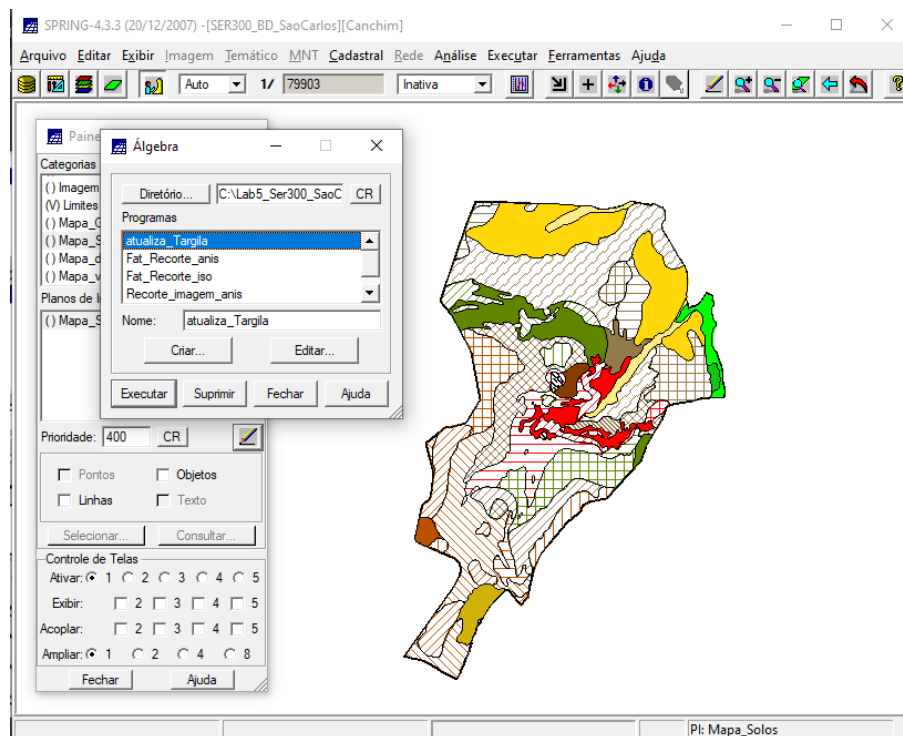 SPRING-4.3.3 (20/12/2007) -[SER300_BD_SaoCarlos][Canchim]
Arquivo Editar Exibir Imagem Temático MNT Cadastral Rede Análise Executar Ferramentas Ajuda
Auto 1/ 79903 Inativa
Paine
Álgebra
Categorias
( ) Imagem
(V) Limites
( ) Mapa_G
( ) Mapa_S
( ) Mapa_d
( ) Mapa_v
Planos de I
( ) Mapa_S
Diretório... C:\Lab5_Ser300_SaoC CR
Programas
atualiza_Targila
Fat_Recorte_anis
Fat_Recorte_iso
Recorte_imagem_anis
Nome: atualiza_Targila
Criar... Editar...
Executar Suprimir Fechar Ajuda
Prioridade: 400 CR
Pontos Objetos
Linhas Texto
Selecionar... Consultar...
Controle de Telas
Ativar: 1 2 3 4 5
Exibir: 2 3 4 5
Acoplar: 2 3 4 5
Ampliar: 1 2 4 8
Fechar Ajuda
PI: Mapa_Solos